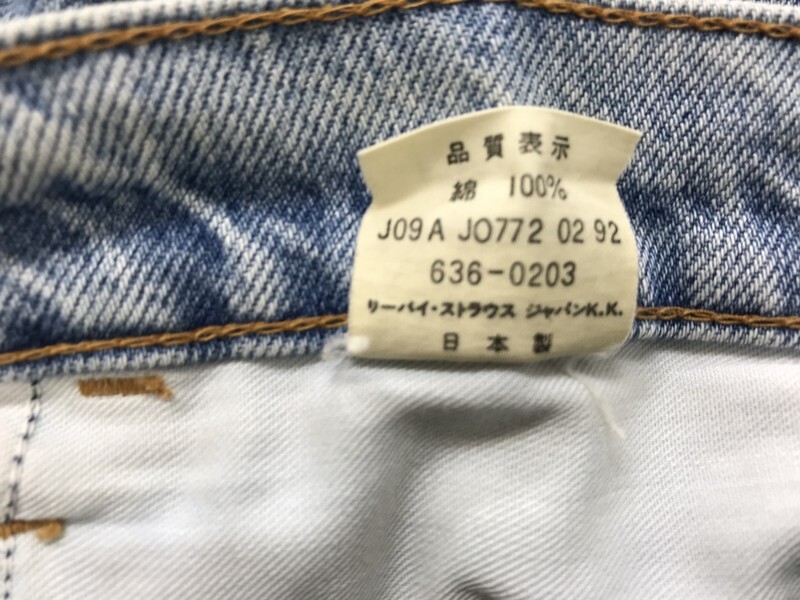 品質表示
綿 100%
J09A J0772 02 92
636-0203
リーバイ・ストラウス ジャパンK.K.
日本製